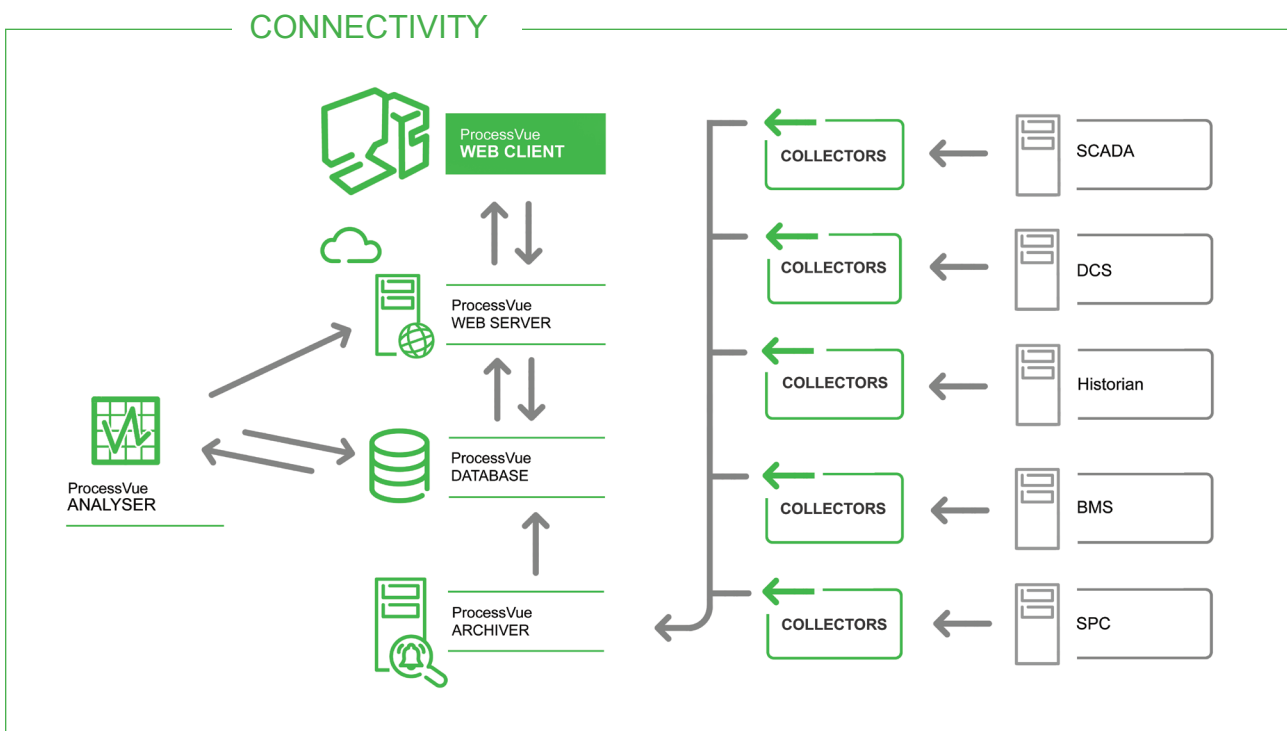 CONNECTIVITY
ProcessVue
WEB CLIENT
ProcessVue
WEB SERVER
ProcessVue
DATABASE
ProcessVue
ARCHIVER
ProcessVue
ANALYSER
COLLECTORS
SCADA
COLLECTORS
DCS
COLLECTORS
Historian
COLLECTORS
BMS
COLLECTORS
SPC